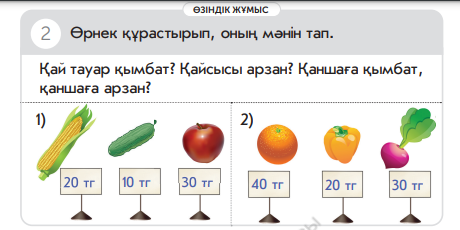 ӨЗІНДІК ЖҰМЫС
2 Өрнек құрастырып, оның мәнін тап.
Қай тауар қымбат? Қайсысы арзан? Қаншаға қымбат,
қаншаға арзан?
1) 2)
20 тг 10 тг 30 тг 40 тг 20 тг 30 тг